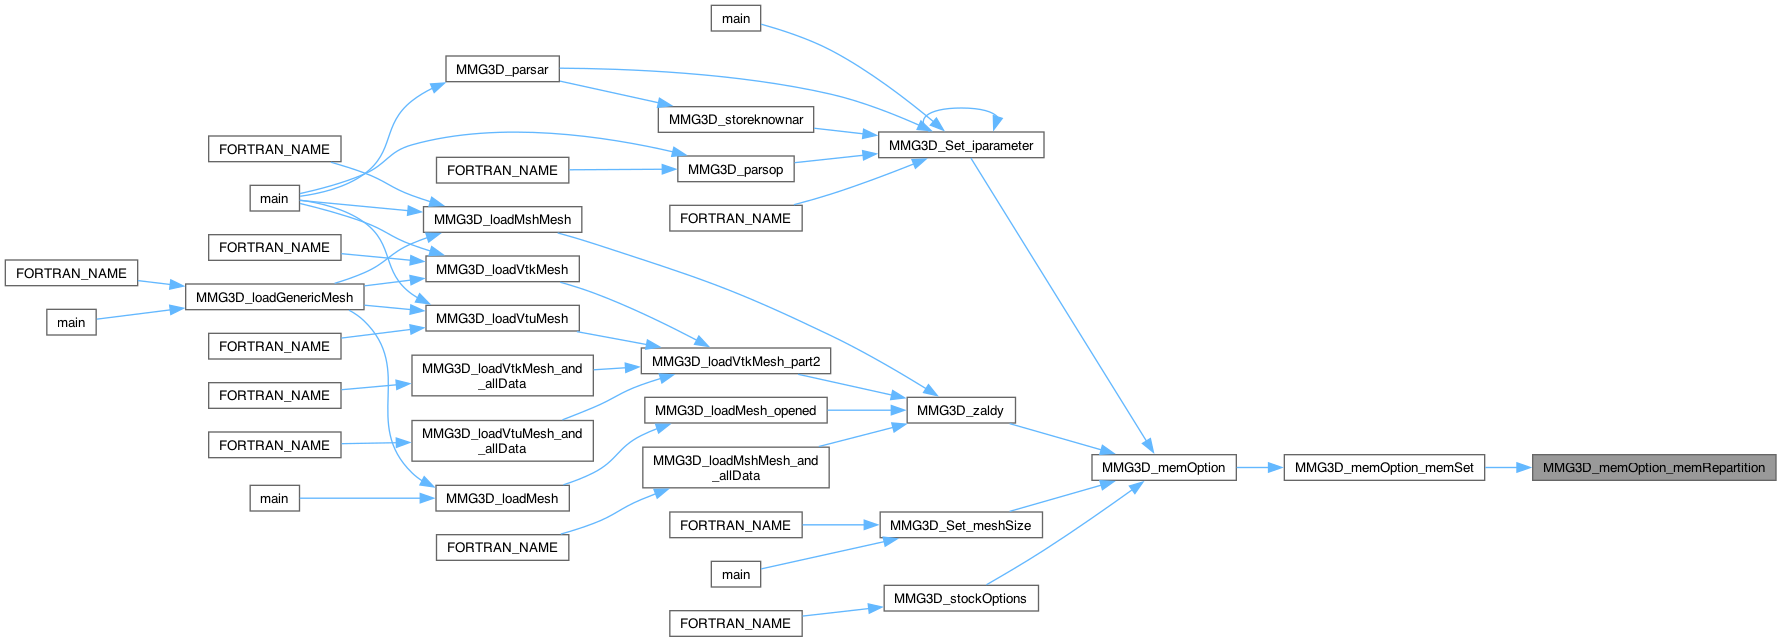 main
MMG3D_parsar
MMG3D_storeknownar
MMG3D_Set_iparameter
FORTRAN_NAME
FORTRAN_NAME
MMG3D_parsop
main
MMG3D_loadMshMesh
FORTRAN_NAME
FORTRAN_NAME
FORTRAN_NAME
MMG3D_loadVtkMesh
MMG3D_loadGenericMesh
main
MMG3D_loadVtuMesh
FORTRAN_NAME
MMG3D_loadVtkMesh_part2
MMG3D_loadVtkMesh_and
_allData
FORTRAN_NAME
MMG3D_loadMesh_opened
MMG3D_zaldy
MMG3D_loadVtuMesh_and
_allData
FORTRAN_NAME
MMG3D_loadMshMesh_and
_allData
MMG3D_memOption
MMG3D_memOption_memSet
MMG3D_memOption_memRepartition
main
MMG3D_loadMesh
FORTRAN_NAME
MMG3D_Set_meshSize
FORTRAN_NAME
main
MMG3D_stockOptions
FORTRAN_NAME